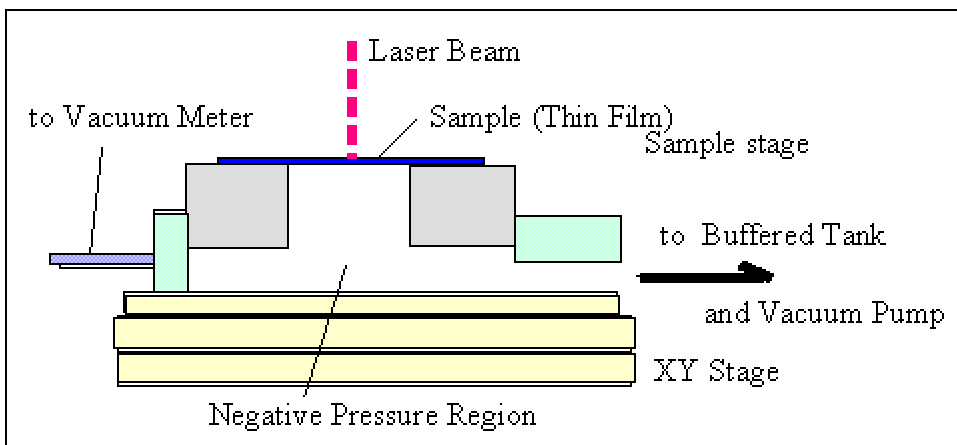 Laser Beam
to Vacuum Meter
Sample (Thin Film)
Sample stage
to Buffered Tank
and Vacuum Pump
XY Stage
Negative Pressure Region